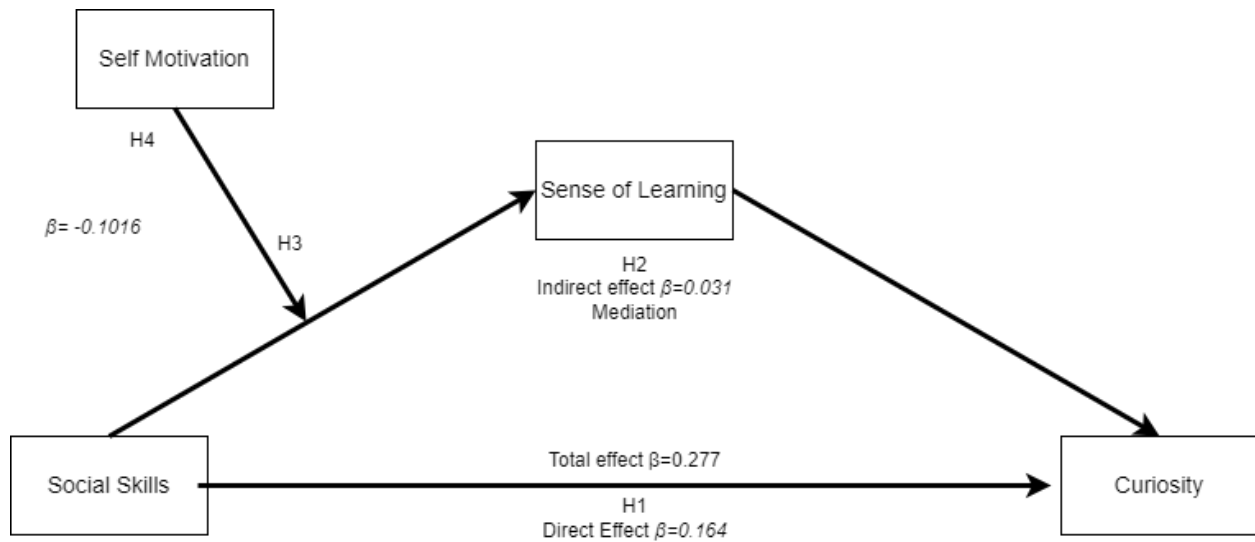 Self Motivation
H4
β= -0.1016
H3
Sense of Learning
H2
Indirect effect β=0.031
Mediation
Social Skills
Total effect β=0.277
H1
Direct Effect β=0.164
Curiosity